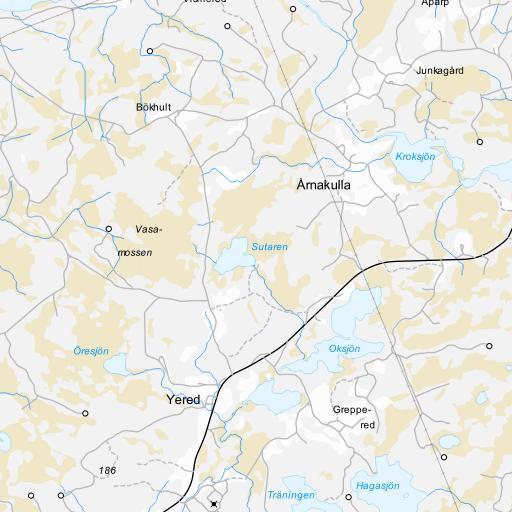 Aparp
Junkagård
Bökhult
Kroksjön
Årnakulla
Vasa-
mossen
Sutaren
Öresjön
Oksjön
Yered
Greppe-
red
186
Träningen
Hagasjön